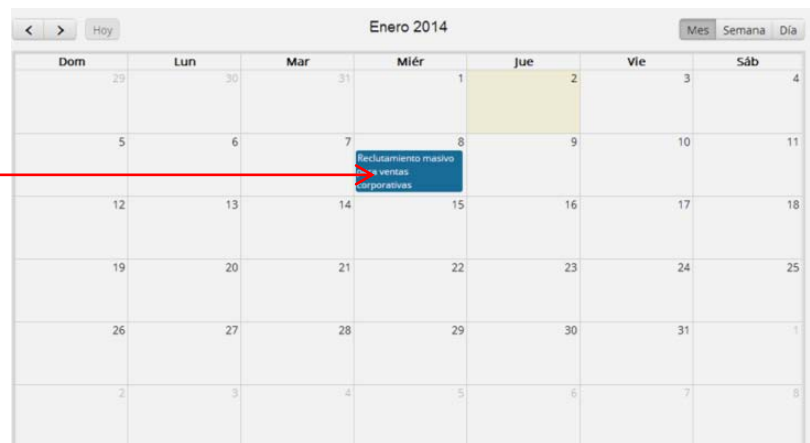 Hoy Enero 2014 Mes Semana Día
Dom Lun Mar Miér Jue Vie Sáb
29 30 31 1 2 3 4
5 6 7 8 9 10 11
Reclutamiento masivo
ventas
corporativas
12 13 14 15 16 17 18
19 20 21 22 23 24 25
26 27 28 29 30 31 1
2 3 4 5 6 7 8